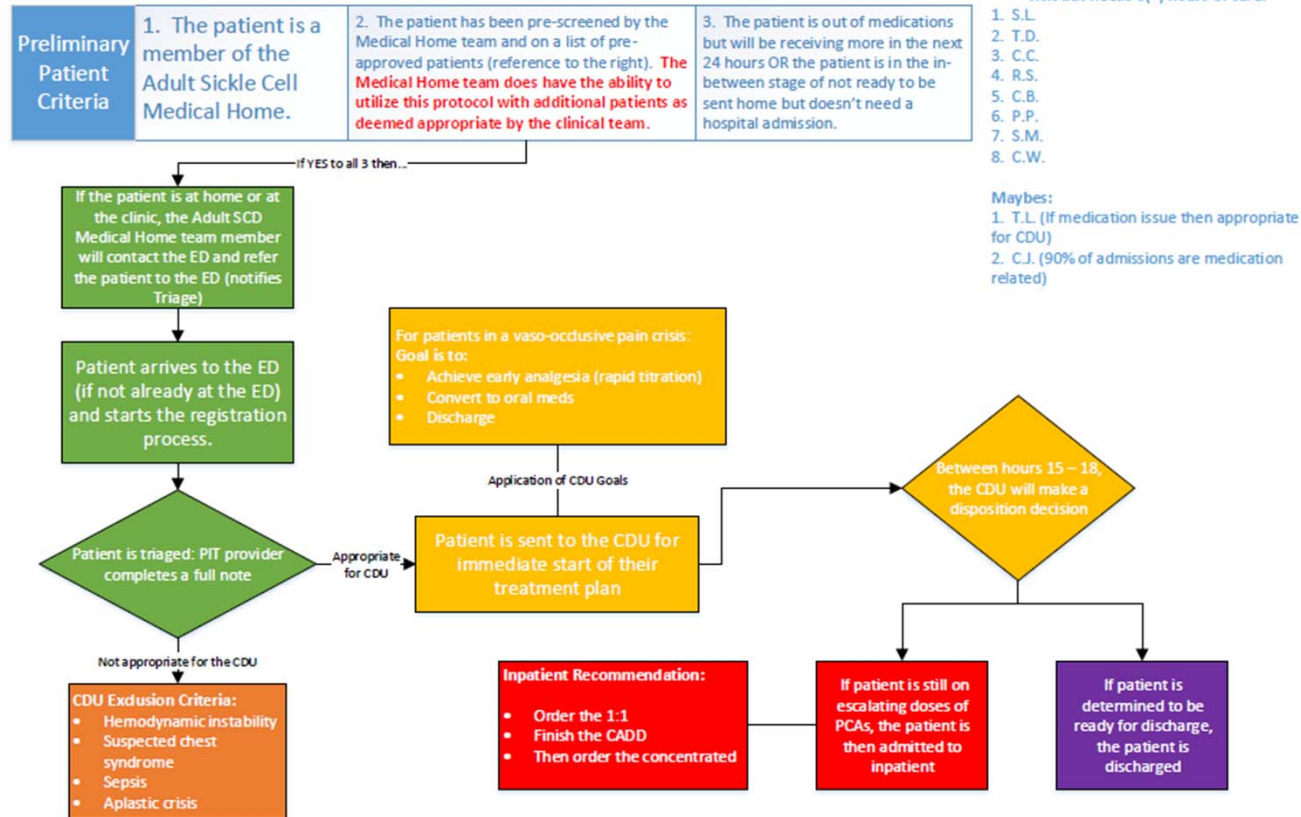 Preliminary
Patient
Criteria
1. The patient is a
member of the
Adult Sickle Cell
Medical Home.
2. The patient has been pre-screened by the
Medical Home team and on a list of pre-
approved patients (reference to the right). The
Medical Home team does have the ability to
utilize this protocol with additional patients as
deemed appropriate by the clinical team.
3. The patient is out of medications
but will be receiving more in the next
24 hours OR the patient is in the in-
between stage of not ready to be
sent home but doesn't need a
hospital admission.
1. S.L.
2. T.D.
3. C.C.
4. R.S.
5. C.B.
6. P.P.
7. S.M.
8. C.W.
Maybes:
1. T.L. (If medication issue then appropriate
for CDU)
2. C.J. (90% of admissions are medication
related)
If YES to all 3 then...
If the patient is at home or at
the clinic, the Adult SCD
Medical Home team member
will contact the ED and refer
the patient to the ED (notifies
Triage)
Patient arrives to the ED
(if not already at the ED)
and starts the registration
process.
Patient is triaged: PIT provider
completes a full note
Appropriate
for CDU
Not appropriate for the CDU
CDU Exclusion Criteria:
• Hemodynamic instability
• Suspected chest
syndrome
• Sepsis
• Aplastic crisis
For patients in a vaso-occlusive pain crisis:
Goal is to:
• Achieve early analgesia (rapid titration)
• Convert to oral meds
• Discharge
Application of CDU Goals
Patient is sent to the CDU for
immediate start of their
treatment plan
Between hours 15 – 18,
the CDU will make a
disposition decision
Inpatient Recommendation:
• Order the 1:1
• Finish the CADD
• Then order the concentrated
If patient is still on
escalating doses of
PCAs, the patient is
then admitted to
inpatient
If patient is
determined to be
ready for discharge,
the patient is
discharged